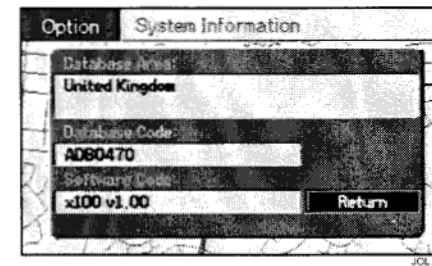 Option System Information
Database Area:
United Kingdom
Database Code
ADB0470
Software Code
x100 v1.00 Return
JOL